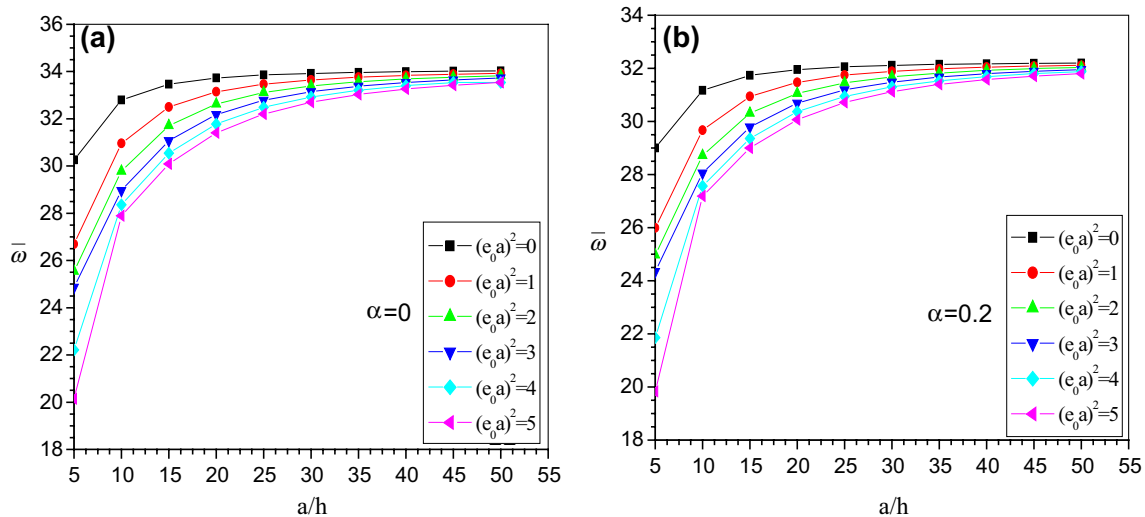 (a)
36
34
32
30
28
26
24
22
20
18
ω̅
(e₀a)²=0
(e₀a)²=1
(e₀a)²=2
(e₀a)²=3
(e₀a)²=4
(e₀a)²=5
α=0
5 10 15 20 25 30 35 40 45 50 55
a/h
(b)
34
32
30
28
26
24
22
20
18
ω̅
(e₀a)²=0
(e₀a)²=1
(e₀a)²=2
(e₀a)²=3
(e₀a)²=4
(e₀a)²=5
α=0.2
5 10 15 20 25 30 35 40 45 50 55
a/h